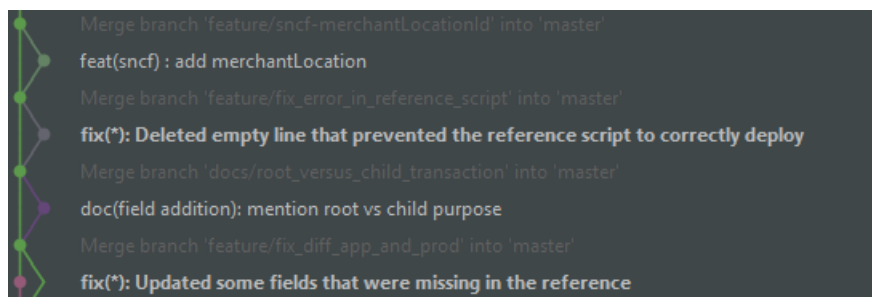 Merge branch 'feature/sncf-merchantLocationId' into 'master'
feat(sncf) : add merchantLocation
Merge branch 'feature/fix_error_in_reference_script' into 'master'
fix(*): Deleted empty line that prevented the reference script to correctly deploy
Merge branch 'docs/root_versus_child_transaction' into 'master'
doc(field addition): mention root vs child purpose
Merge branch 'feature/fix_diff_app_and_prod' into 'master'
fix(*): Updated some fields that were missing in the reference